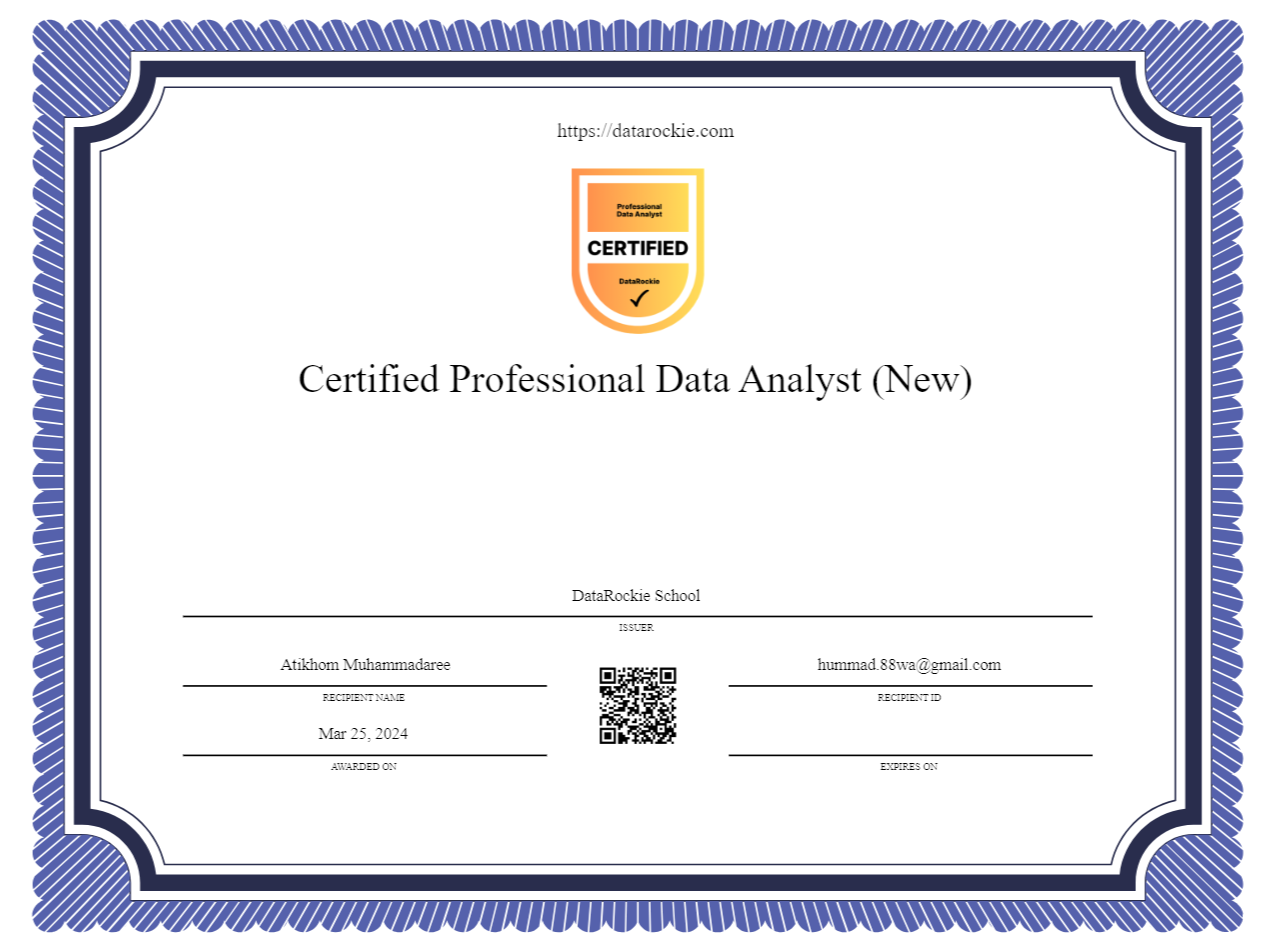 https://datarockie.com
Professional
Data Analyst
CERTIFIED
DataRockie
Certified Professional Data Analyst (New)
DataRockie School
ISSUER
Atikhom Muhammadaree
hummad.88wa@gmail.com
RECIPIENT NAME
RECIPIENT ID
Mar 25, 2024
AWARDED ON
EXPIRES ON